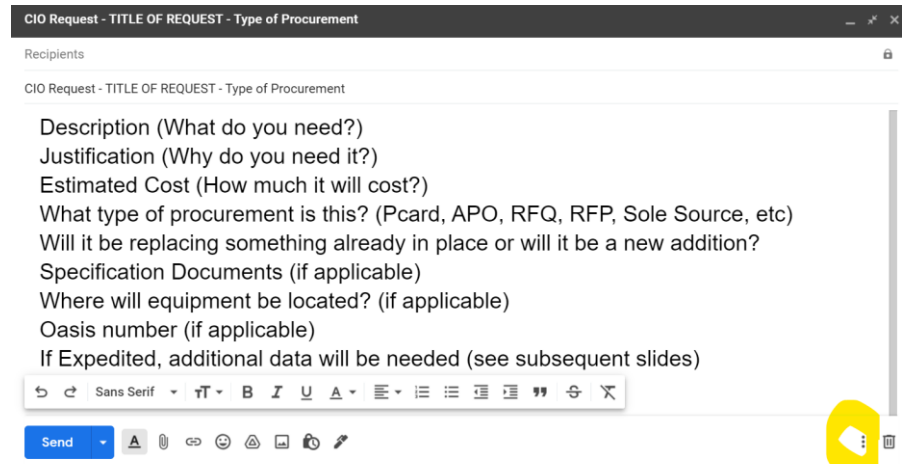 CIO Request - TITLE OF REQUEST - Type of Procurement
Recipients
CIO Request - TITLE OF REQUEST - Type of Procurement
Description (What do you need?)
Justification (Why do you need it?)
Estimated Cost (How much it will cost?)
What type of procurement is this? (Pcard, APO, RFQ, RFP, Sole Source, etc)
Will it be replacing something already in place or will it be a new addition?
Specification Documents (if applicable)
Where will equipment be located? (if applicable)
Oasis number (if applicable)
If Expedited, additional data will be needed (see subsequent slides)
Sans Serif
Send